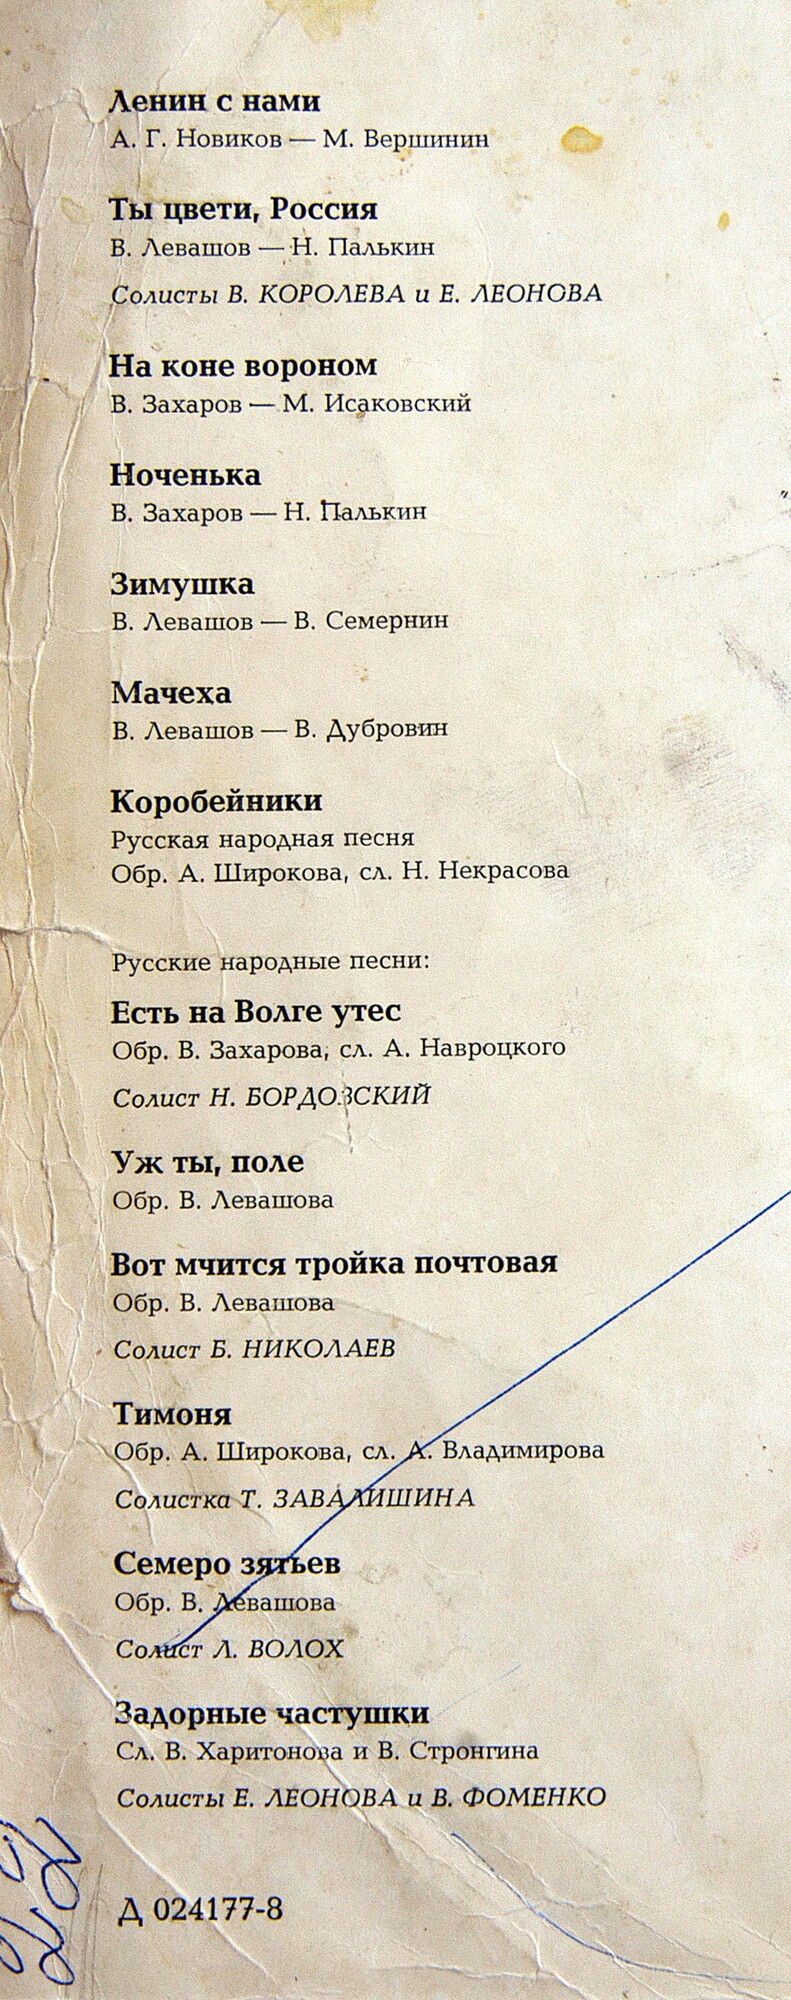 Ленин с нами
А. Г. Новиков — М. Вершинин
Ты цвети, Россия
В. Левашов — Н. Палькин
Солисты В. КОРОЛЕВА и Е. ЛЕОНОВА
На коне вороном
В. Захаров — М. Исаковский
Ноченька
В. Захаров — Н. Палькин
Зимушка
В. Левашов — В. Семернин
Мачеха
В. Левашов — В. Дубровин
Коробейники
Русская народная песня
Обр. А. Широкова, сл. Н. Некрасова
Русские народные песни:
Есть на Волге утес
Обр. В. Захарова, сл. А. Навроцкого
Солист Н. БОРДОВСКИЙ
Уж ты, поле
Обр. В. Левашова
Вот мчится тройка почтовая
Обр. В. Левашова
Солист Б. НИКОЛАЕВ
Тимоня
Обр. А. Широкова, сл. А. Владимирова
Солистка Т. ЗАВАЛИШИНА
Семеро зятьев
Обр. В. Левашова
Солист Л. ВОЛОХ
Задорные частушки
Сл. В. Харитонова и В. Стронгина
Солисты Е. ЛЕОНОВА и В. ФОМЕНКО
Д 024177-8